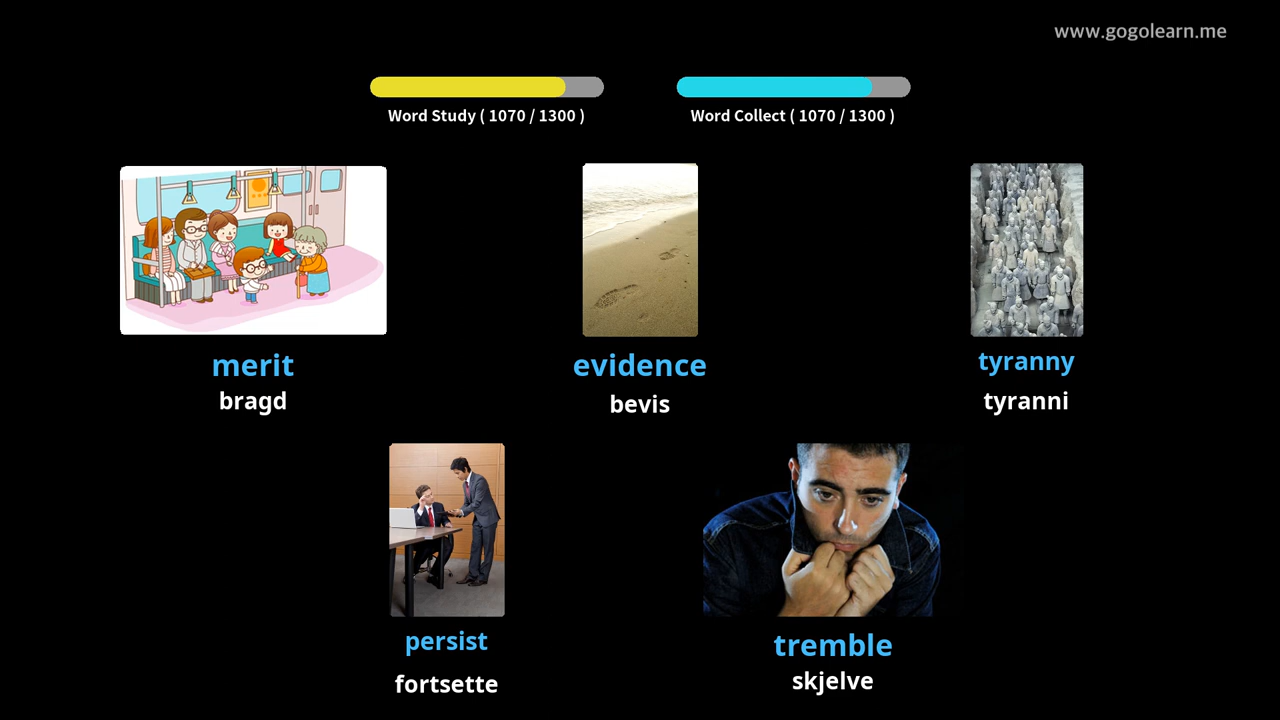 www.gogolearn.me
Word Study ( 1070 / 1300 )
Word Collect ( 1070 / 1300 )
merit
bragd
evidence
bevis
tyranny
tyranni
persist
fortsette
tremble
skjelve